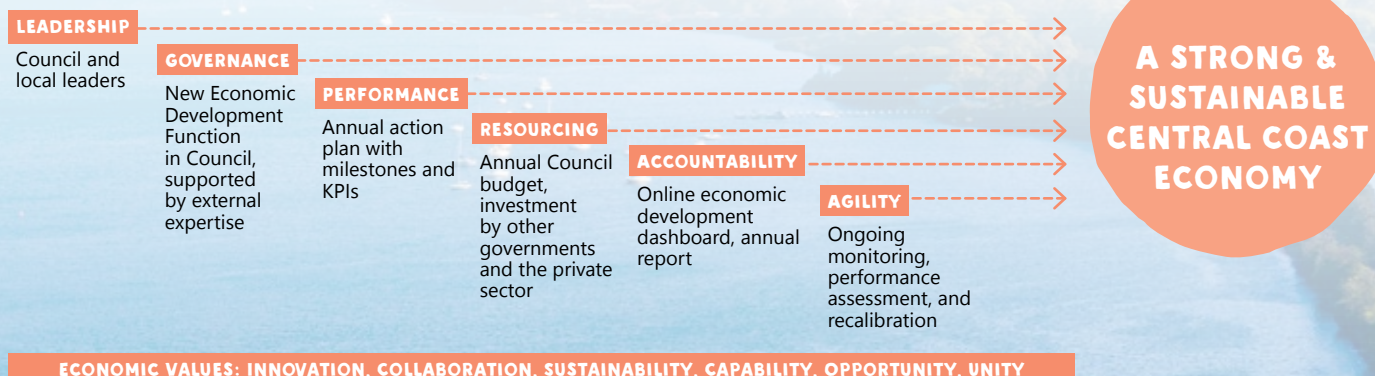 LEADERSHIP
Council and
local leaders
GOVERNANCE
New Economic
Development
Function
in Council,
supported
by external
expertise
PERFORMANCE
Annual action
plan with
milestones and
KPIs
RESOURCING
Annual Council
budget,
investment
by other
governments
and the private
sector
ACCOUNTABILITY
Online economic
development
dashboard, annual
report
AGILITY
Ongoing
monitoring,
performance
assessment, and
recalibration
A STRONG &
SUSTAINABLE
CENTRAL COAST
ECONOMY
ECONOMIC VALUES: INNOVATION, COLLABORATION, SUSTAINABILITY, CAPABILITY, OPPORTUNITY, UNITY